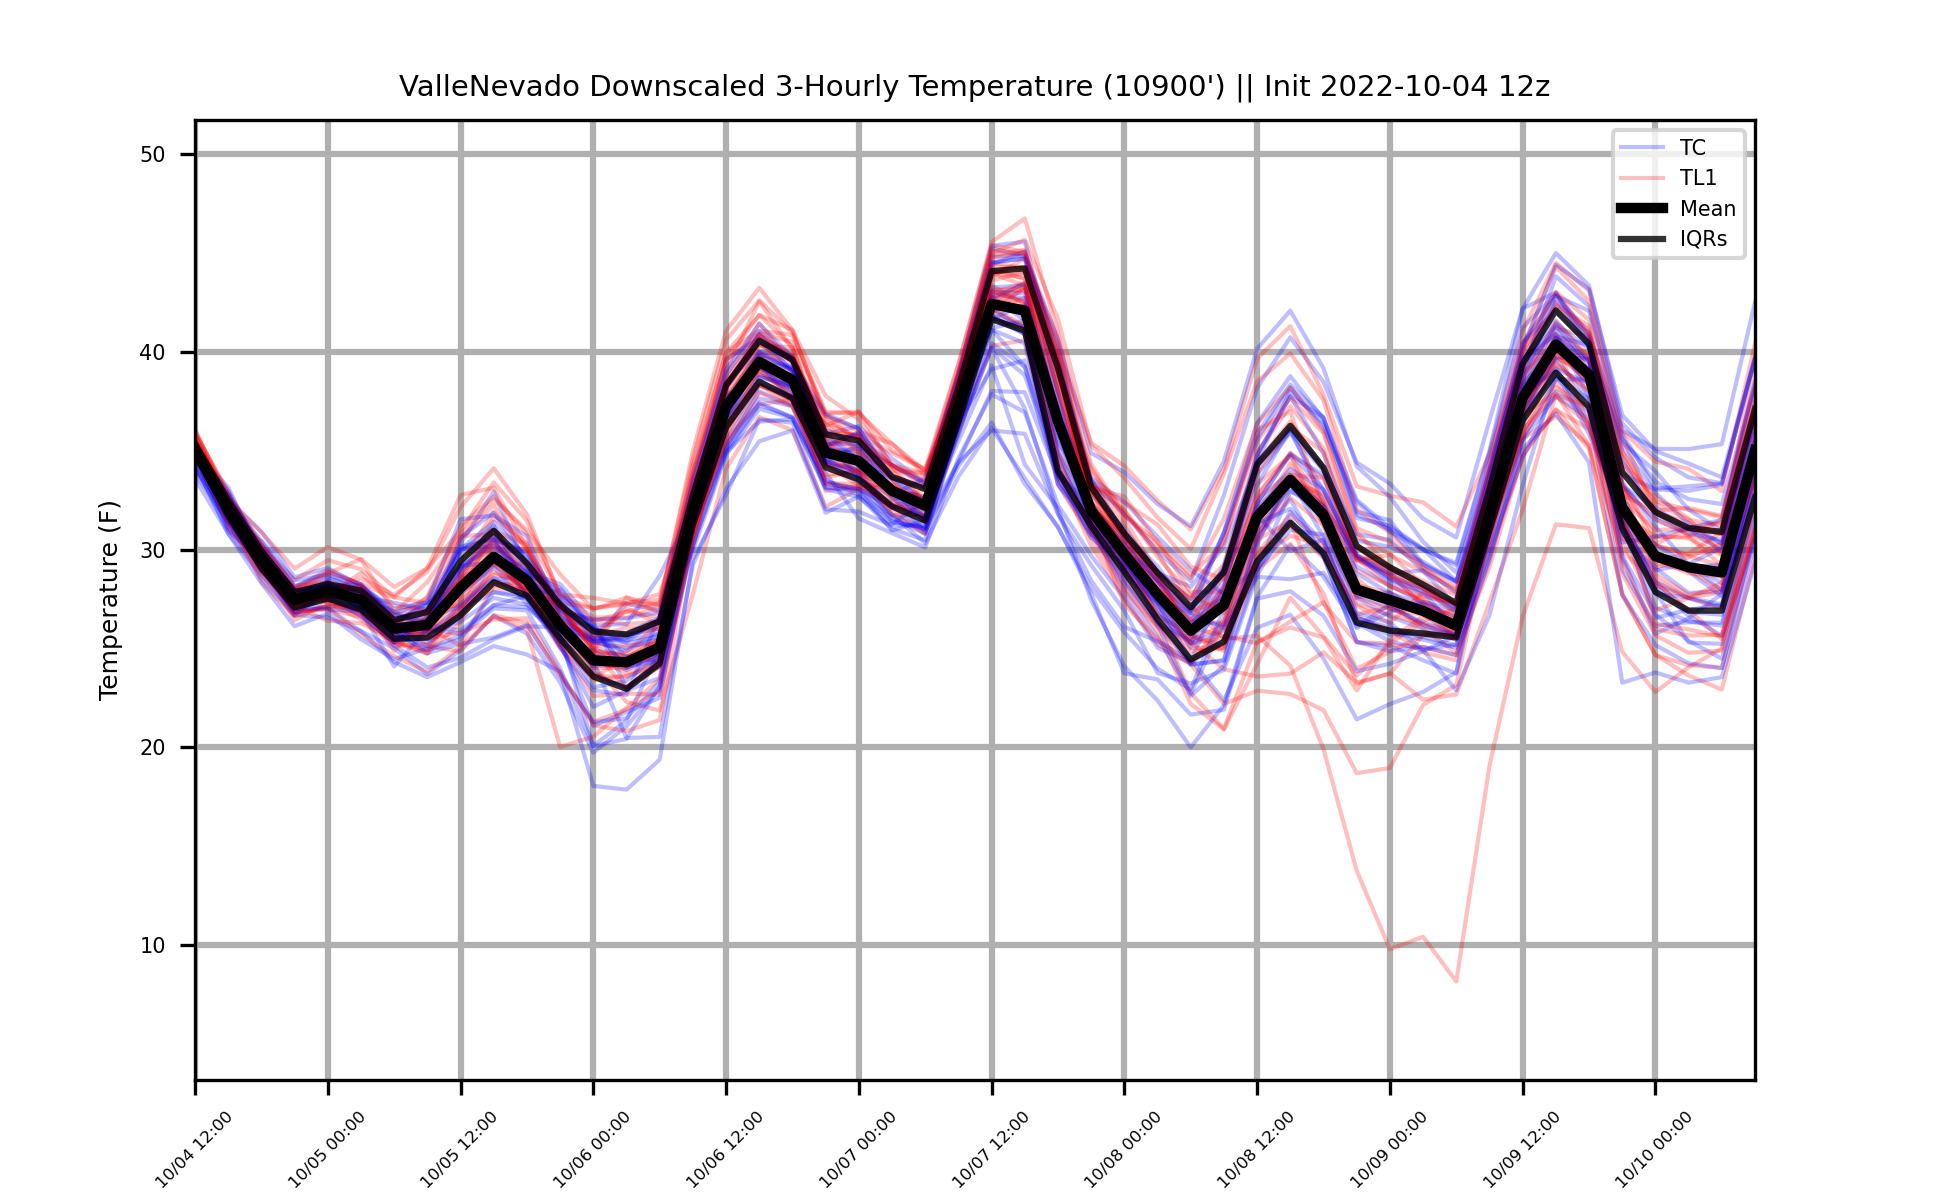 ValleNevado Downscaled 3-Hourly Temperature (10900') || Init 2022-10-04 12z
TC
TL1
Mean
IQRs
Temperature (F)
50
40
30
20
10
10/04 12:00
10/05 00:00
10/05 12:00
10/06 00:00
10/06 12:00
10/07 00:00
10/07 12:00
10/08 00:00
10/08 12:00
10/09 00:00
10/09 12:00
10/10 00:00